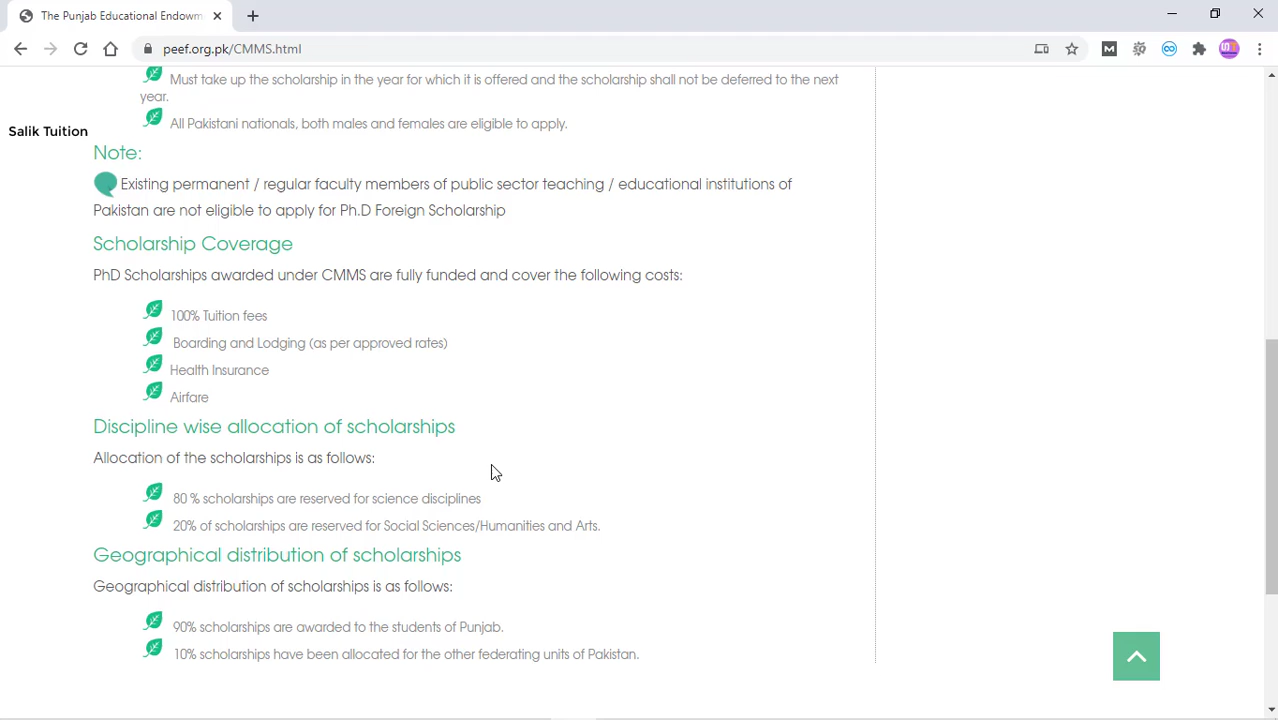 The Punjab Educational Endowm
peef.org.pk/CMMS.html
Must take up the scholarship in the year for which it is offered and the scholarship shall not be deferred to the next
year.
All Pakistani nationals, both males and females are eligible to apply.
Salik Tuition
Note:
Existing permanent / regular faculty members of public sector teaching / educational institutions of
Pakistan are not eligible to apply for Ph.D Foreign Scholarship
Scholarship Coverage
PhD Scholarships awarded under CMMS are fully funded and cover the following costs:
100% Tuition fees
Boarding and Lodging (as per approved rates)
Health Insurance
Airfare
Discipline wise allocation of scholarships
Allocation of the scholarships is as follows:
80 % scholarships are reserved for science disciplines
20% of scholarships are reserved for Social Sciences/Humanities and Arts.
Geographical distribution of scholarships
Geographical distribution of scholarships is as follows:
90% scholarships are awarded to the students of Punjab.
10% scholarships have been allocated for the other federating units of Pakistan.